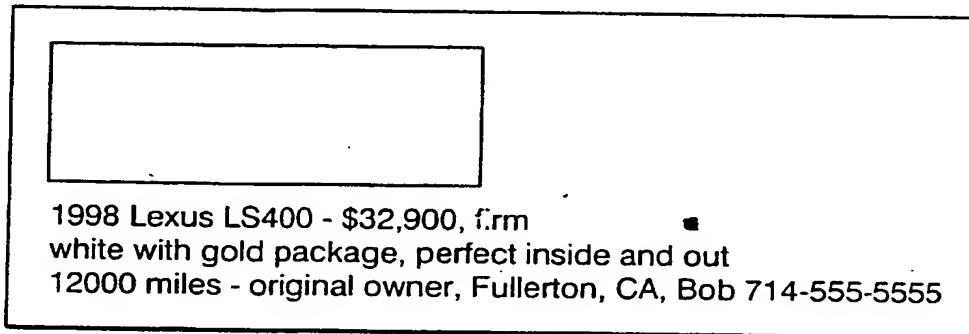 1998 Lexus LS400 - $32,900, firm
white with gold package, perfect inside and out
12000 miles - original owner, Fullerton, CA, Bob 714-555-5555